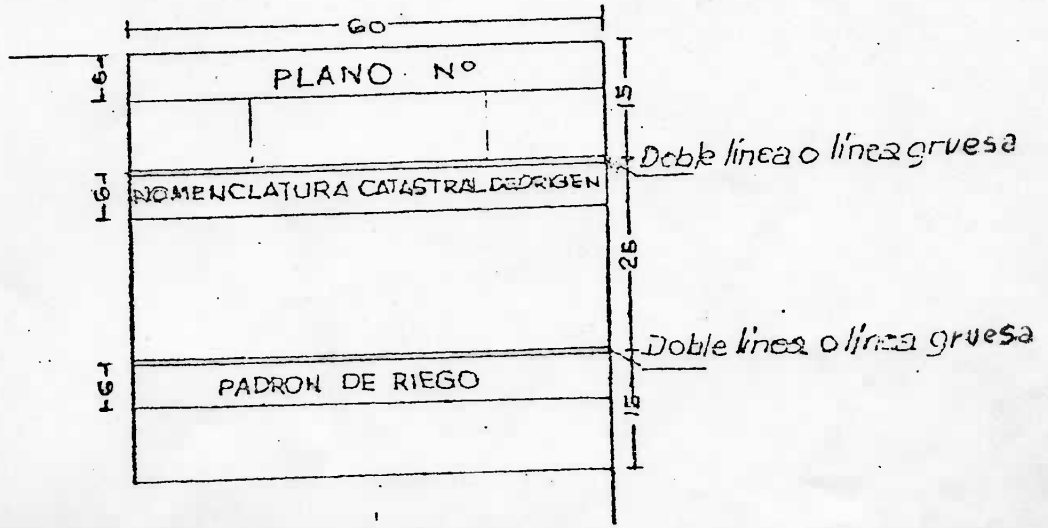 60
6
PLANO Nº
15
Doble línea o línea gruesa
6
NOMENCLATURA CATASTRAL DE ORIGEN
26
Doble línea o línea gruesa
6
PADRON DE RIEGO
15